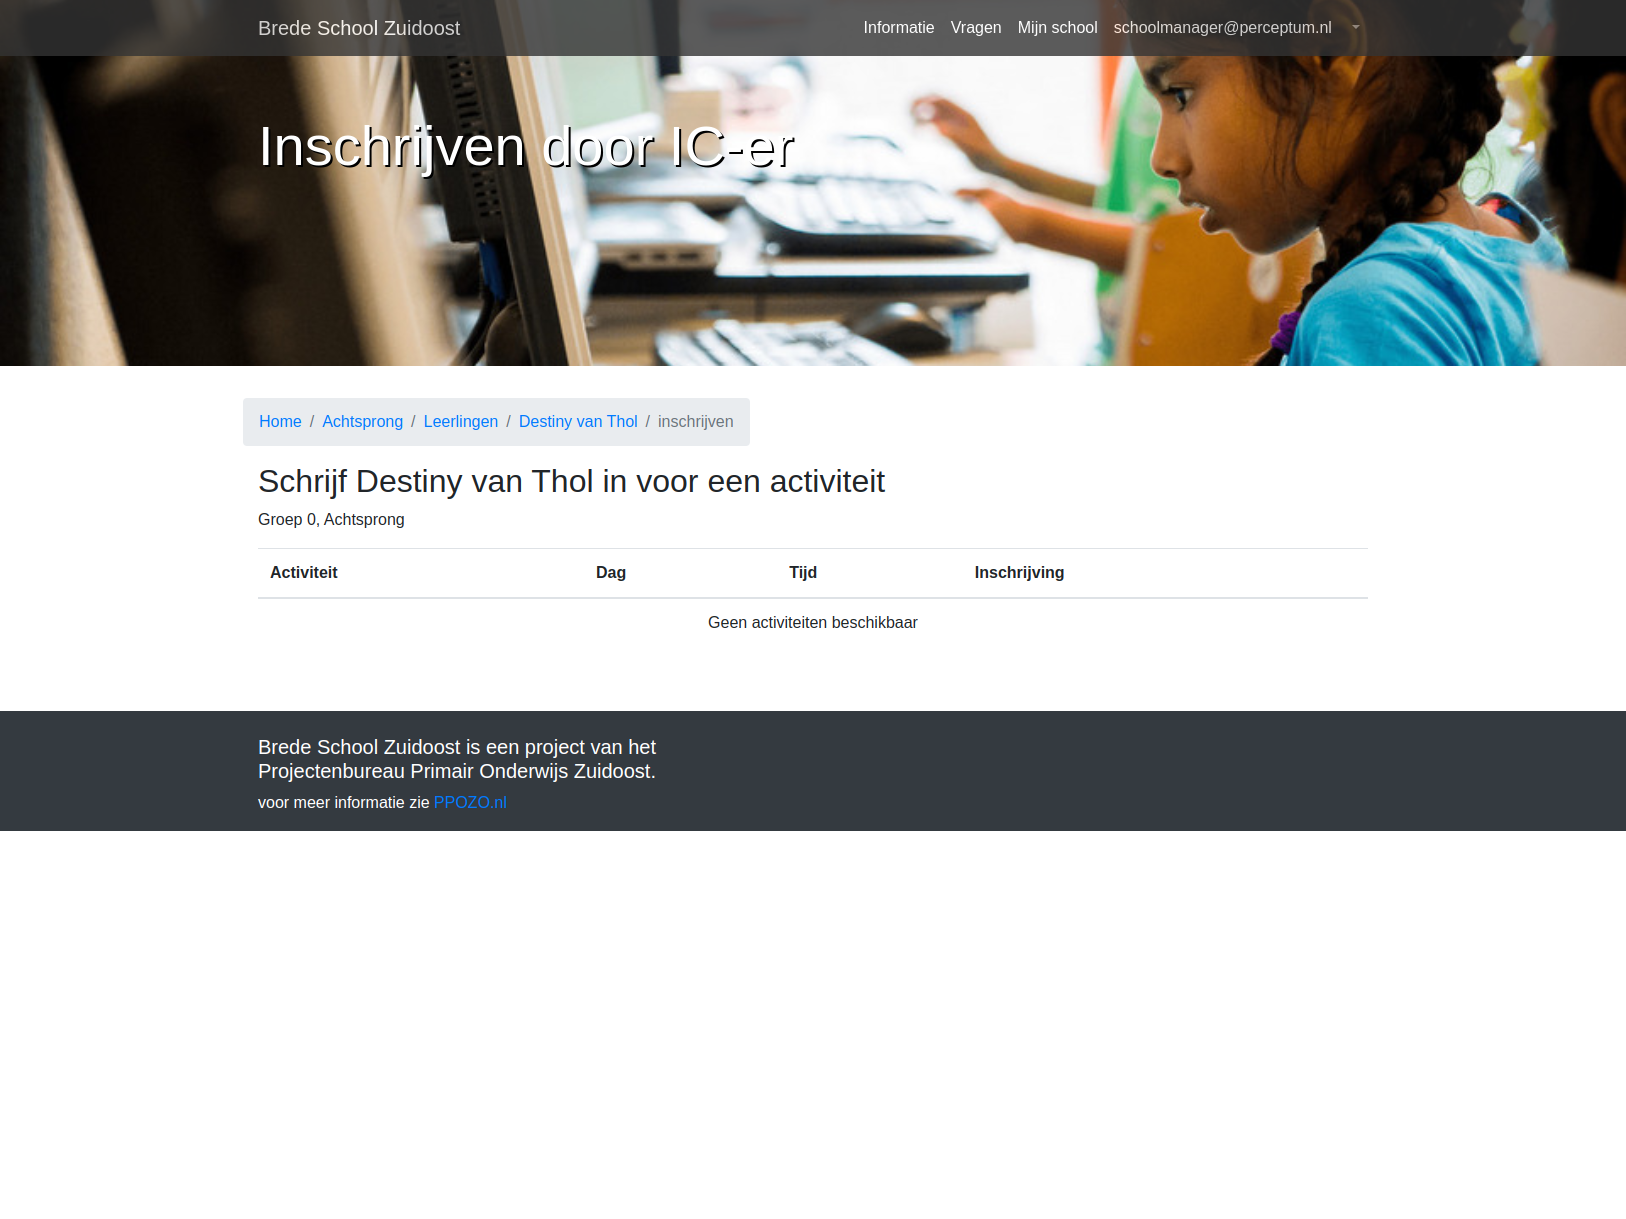 Brede School Zuidoost Informatie Vragen Mijn school schoolmanager@perceptum.nl
Inschrijven door IC-er
Home / Achtsprong / Leerlingen / Destiny van Thol / inschrijven
Schrijf Destiny van Thol in voor een activiteit
Groep 0, Achtsprong
Activiteit Dag Tijd Inschrijving
Geen activiteiten beschikbaar
Brede School Zuidoost is een project van het
Projectenbureau Primair Onderwijs Zuidoost.
voor meer informatie zie PPOZO.nl